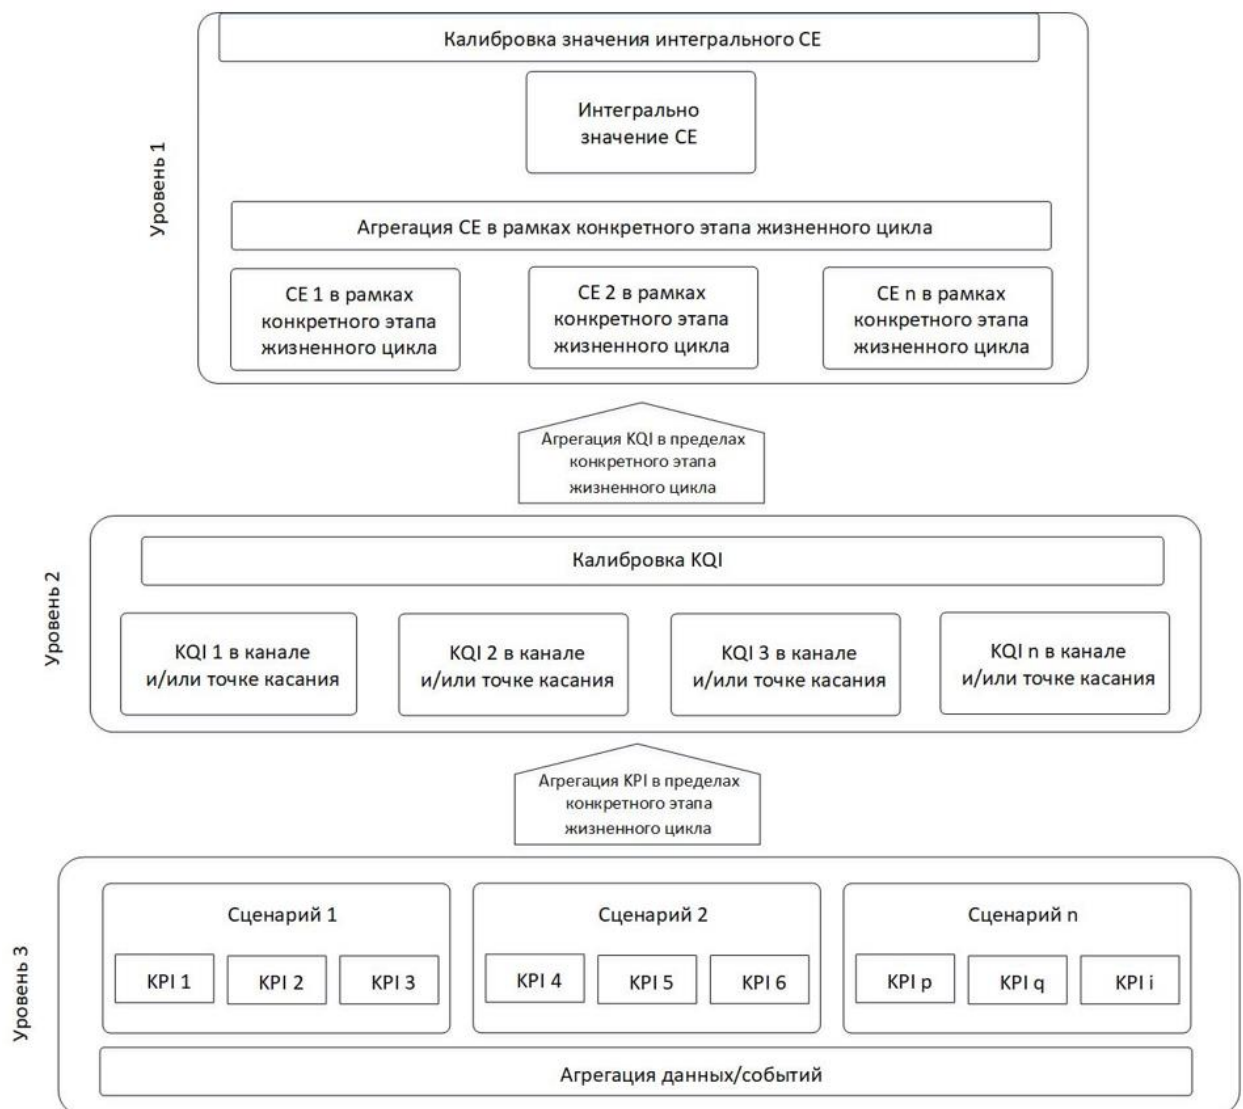 Калибровка значения интегрального CE
Интегрально
значение CE
Уровень 1
Агрегация CE в рамках конкретного этапа жизненного цикла
CE 1 в рамках
конкретного этапа
жизненного цикла
CE 2 в рамках
конкретного этапа
жизненного цикла
CE n в рамках
конкретного этапа
жизненного цикла
Агрегация KQI в пределах
конкретного этапа
жизненного цикла
Уровень 2
Калибровка KQI
KQI 1 в канале
и/или точке касания
KQI 2 в канале
и/или точке касания
KQI 3 в канале
и/или точке касания
KQI n в канале
и/или точке касания
Агрегация KPI в пределах
конкретного этапа
жизненного цикла
Уровень 3
Сценарий 1
KPI 1
KPI 2
KPI 3
Сценарий 2
KPI 4
KPI 5
KPI 6
Сценарий n
KPI p
KPI q
KPI i
Агрегация данных/событий